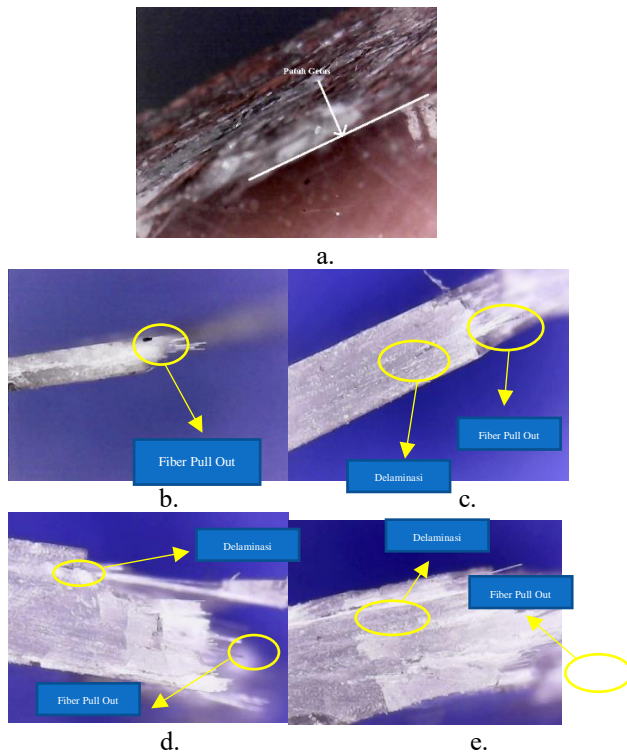 Patah Getas
a.
Fiber Pull Out
b.
Delaminasi
Fiber Pull Out
c.
Delaminasi
Fiber Pull Out
d.
Delaminasi
Fiber Pull Out
e.